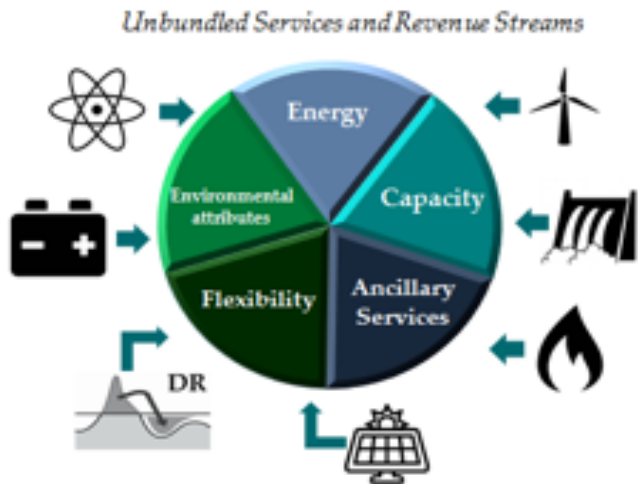 Unbundled Services and Revenue Streams
Energy
Environmental
attributes
Capacity
Flexibility
Ancillary
Services
DR